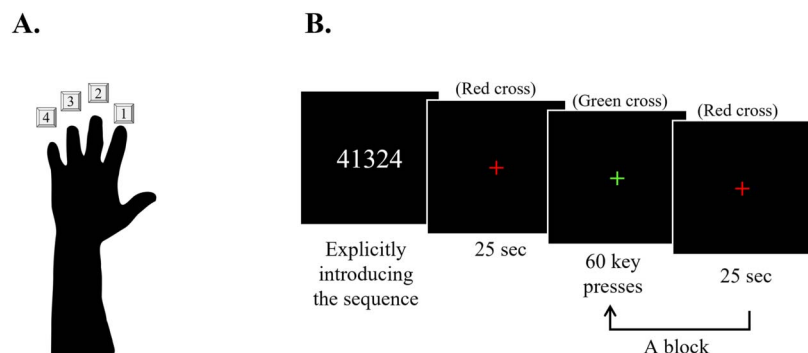 A.
B.
2
3
1
4
(Red cross)
(Green cross)
(Red cross)
41324
Explicitly
introducing
the sequence
25 sec
60 key
presses
25 sec
A block